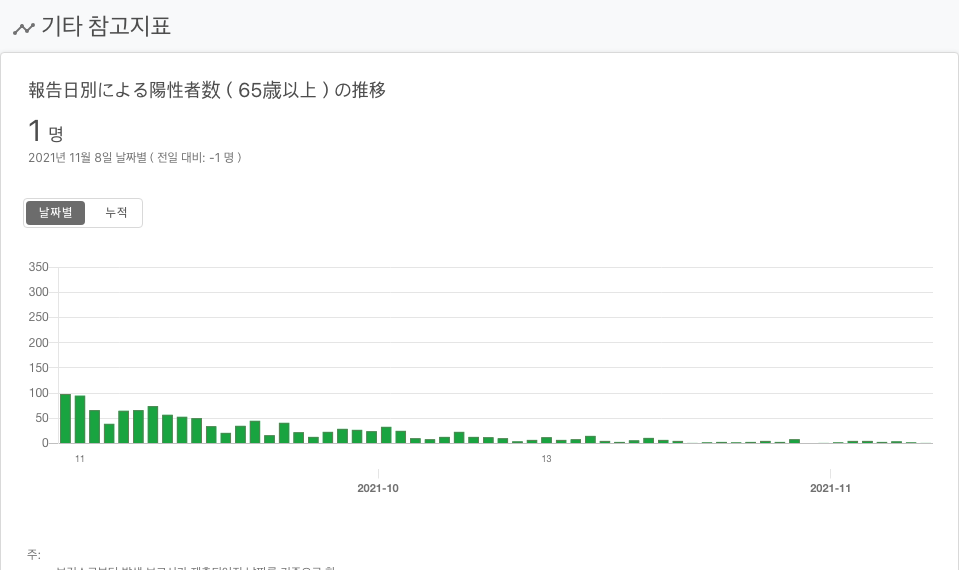 기타 참고지표
報告日別による陽性者数 ( 65歳以上 ) の推移
1 명
2021년 11월 8일 날짜별 ( 전일 대비: -1 명 )
날짜별 누적
350
300
250
200
150
100
50
0
11 13
2021-10 2021-11
주: